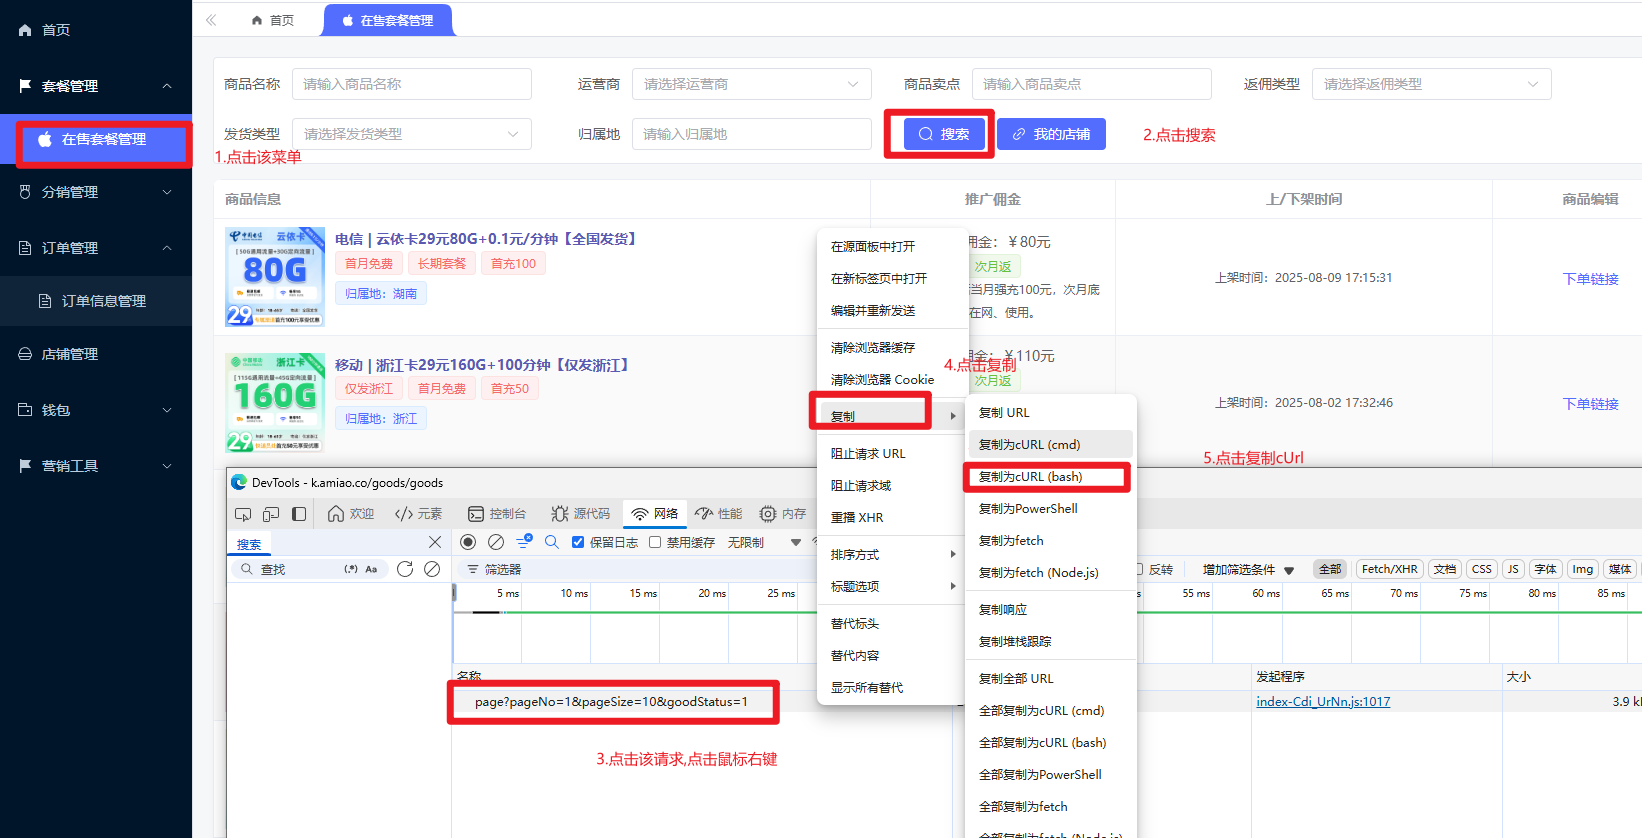 首页
套餐管理
在售套餐管理
分销管理
订单管理
订单信息管理
店铺管理
钱包
营销工具
首页
在售套餐管理
商品名称 请输入商品名称 运营商 请选择运营商 商品卖点 请输入商品卖点 返佣类型 请选择返佣类型
发货类型 请选择发货类型 归属地 请输入归属地 搜索 我的店铺 2.点击搜索
1.点击该菜单
商品信息 推广佣金 上/下架时间 商品编辑
中国电信 云依卡
80G
29
电信 | 云依卡29元80G+0.1元/分钟【全国发货】
首月免费 长期套餐 首充100
归属地：湖南
佣金：￥80元
次月返
当月强充100元，次月底
在网、使用。
上架时间：2025-08-09 17:15:31
下单链接
中国移动 浙江卡
160G
29
移动 | 浙江卡29元160G+100分钟【仅发浙江】
仅发浙江 首月免费 首充50
归属地：浙江
佣金：￥110元
次月返
上架时间：2025-08-02 17:32:46
下单链接
在源面板中打开
在新标签页中打开
编辑并重新发送
清除浏览器缓存
清除浏览器 Cookie
4.点击复制
复制
阻止请求 URL
阻止请求域
重播 XHR
排序方式
标题选项
替代标头
替代内容
显示所有替代
复制 URL
复制为cURL (cmd)
复制为cURL (bash)
复制为PowerShell
复制为fetch
复制为fetch (Node.js)
复制响应
复制堆栈跟踪
复制全部 URL
全部复制为cURL (cmd)
全部复制为cURL (bash)
全部复制为PowerShell
全部复制为fetch
全部复制为fetch (Node.js)
5.点击复制cUrl
DevTools - k.amiao.co/goods/goods
欢迎 元素 控制台 源代码 网络 性能 内存
搜索
保留日志 禁用缓存 无限制
查找 (.*) Aa
筛选器
反转 增加筛选条件 全部 Fetch/XHR 文档 CSS JS 字体 Img 媒体
5 ms 10 ms 15 ms 20 ms 25 ms 55 ms 60 ms 65 ms 70 ms 75 ms 80 ms 85 ms
名称 发起程序 大小
page?pageNo=1&pageSize=10&goodStatus=1 index-Cdi_UrNn.js:1017 3.9 k
3.点击该请求,点击鼠标右键